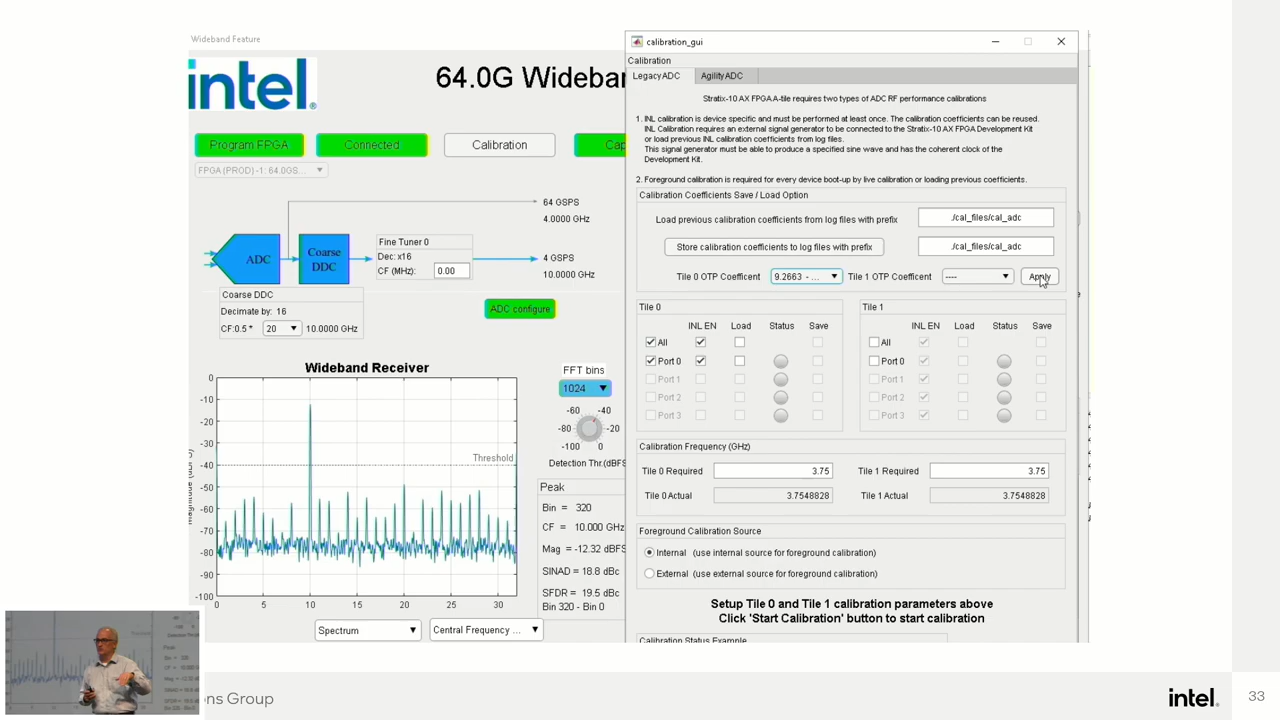 Wideband Feature
intel
64.0G Wideban
Program FPGA
Connected
Calibration
Cap
FPGA (PROD) -1: 64.0GS...
64 GSPS
4.0000 GHz
ADC
Coarse
DDC
Fine Tuner 0
Dec: x16
CF (MHz):
0.00
4 GSPS
10.0000 GHz
Coarse DDC
Decimate by: 16
CF:0.5 *
20
10.0000 GHz
ADC configure
Wideband Receiver
0
-10
-20
-30
-40
-50
-60
-70
-80
-90
-100
Threshold
0 5 10 15 20 25 30
FFT bins
1024
-60 -40
-80 -20
-100 0
Detection Thr.(dBFS
Peak
Bin = 320
CF = 10.000 GHz
Mag = -12.32 dBFS
SINAD = 18.8 dBc
SFDR = 19.5 dBc
Bin 320 - Bin 0
Spectrum
Central Frequency ...
calibration_gui
Calibration
LegacyADC
AgilityADC
Stratix-10 AX FPGA A-tile requires two types of ADC RF performance calibrations
1. INL calibration is device specific and must be performed at least once. The calibration coefficients can be reused.
INL Calibration requires an external signal generator to be connected to the Stratix-10 AX FPGA Development Kit
or load previous INL calibration coefficients from log files.
This signal generator must be able to produce a specified sine wave and has the coherent clock of the
Development Kit.
2. Foreground calibration is required for every device boot-up by live calibration or loading previous coefficients.
Calibration Coefficients Save / Load Option
Load previous calibration coefficients from log files with prefix
./cal_files/cal_adc
Store calibration coefficients to log files with prefix
./cal_files/cal_adc
Tile 0 OTP Coefficent
9.2663 - ...
Tile 1 OTP Coefficent
----
Apply
Tile 0
INL EN Load Status Save
All
Port 0
Port 1
Port 2
Port 3
Tile 1
INL EN Load Status Save
All
Port 0
Port 1
Port 2
Port 3
Calibration Frequency (GHz)
Tile 0 Required
3.75
Tile 1 Required
3.75
Tile 0 Actual
3.7548828
Tile 1 Actual
3.7548828
Foreground Calibration Source
Internal (use internal source for foreground calibration)
External (use external source for foreground calibration)
Setup Tile 0 and Tile 1 calibration parameters above
Click 'Start Calibration' button to start calibration
Calibration Status Example
ons Group
intel.
33